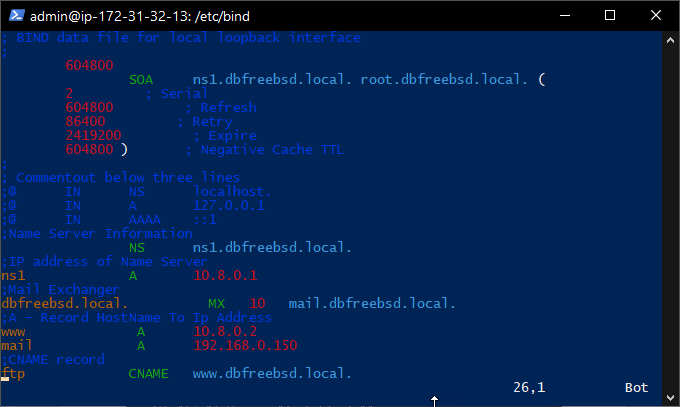 admin@ip-172-31-32-13: /etc/bind
; BIND data file for local loopback interface
;
604800
SOA ns1.dbfreebsd.local. root.dbfreebsd.local. (
2 ; Serial
604800 ; Refresh
86400 ; Retry
2419200 ; Expire
604800 ) ; Negative Cache TTL
;
; Commentout below three lines
;@ IN NS localhost.
;@ IN A 127.0.0.1
;@ IN AAAA ::1
;Name Server Information
NS ns1.dbfreebsd.local.
;IP address of Name Server
ns1 A 10.8.0.1
;Mail Exchanger
dbfreebsd.local. MX 10 mail.dbfreebsd.local.
;A - Record HostName To Ip Address
www A 10.8.0.2
mail A 192.168.0.150
;CNAME record
ftp CNAME www.dbfreebsd.local.
26,1 Bot